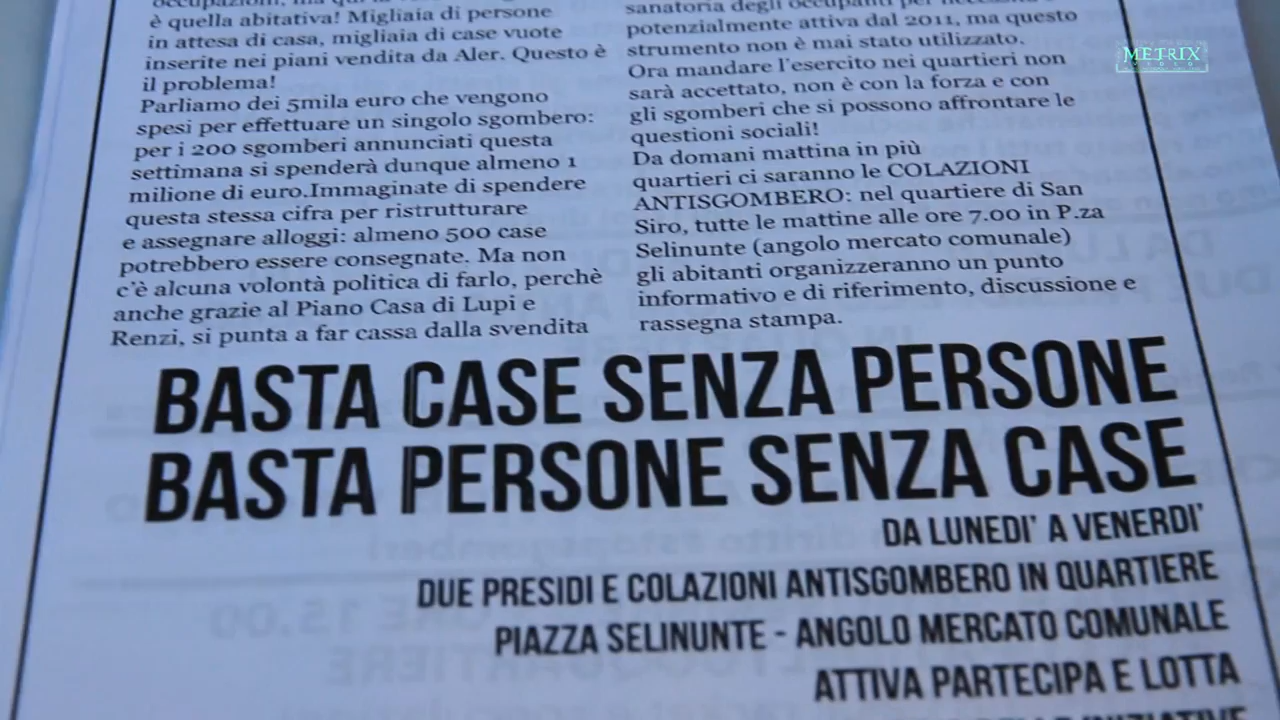 è quella abitativa! Migliaia di persone
in attesa di casa, migliaia di case vuote
inserite nei piani vendita da Aler. Questo è
il problema!
Parliamo dei 5mila euro che vengono
spesi per effettuare un singolo sgombero:
per i 200 sgomberi annunciati questa
settimana si spenderà dunque almeno 1
milione di euro.Immaginate di spendere
questa stessa cifra per ristrutturare
e assegnare alloggi: almeno 500 case
potrebbero essere consegnate. Ma non
c'è alcuna volontà politica di farlo, perchè
anche grazie al Piano Casa di Lupi e
Renzi, si punta a far cassa dalla svendita
sanatoria degli occupanti per
potenzialmente attiva dal 2011, ma questo
strumento non è mai stato utilizzato.
Ora mandare l'esercito nei quartieri non
sarà accettato, non è con la forza e con
gli sgomberi che si possono affrontare le
questioni sociali!
Da domani mattina in più
quartieri ci saranno le COLAZIONI
ANTISGOMBERO: nel quartiere di San
Siro, tutte le mattine alle ore 7.00 in P.za
Selinunte (angolo mercato comunale)
gli abitanti organizzeranno un punto
informativo e di riferimento, discussione e
rassegna stampa.
BASTA CASE SENZA PERSONE
BASTA PERSONE SENZA CASE
DA LUNEDI' A VENERDI'
DUE PRESIDI E COLAZIONI ANTISGOMBERO IN QUARTIERE
PIAZZA SELINUNTE - ANGOLO MERCATO COMUNALE
ATTIVA PARTECIPA E LOTTA
METRIX
VIDEO